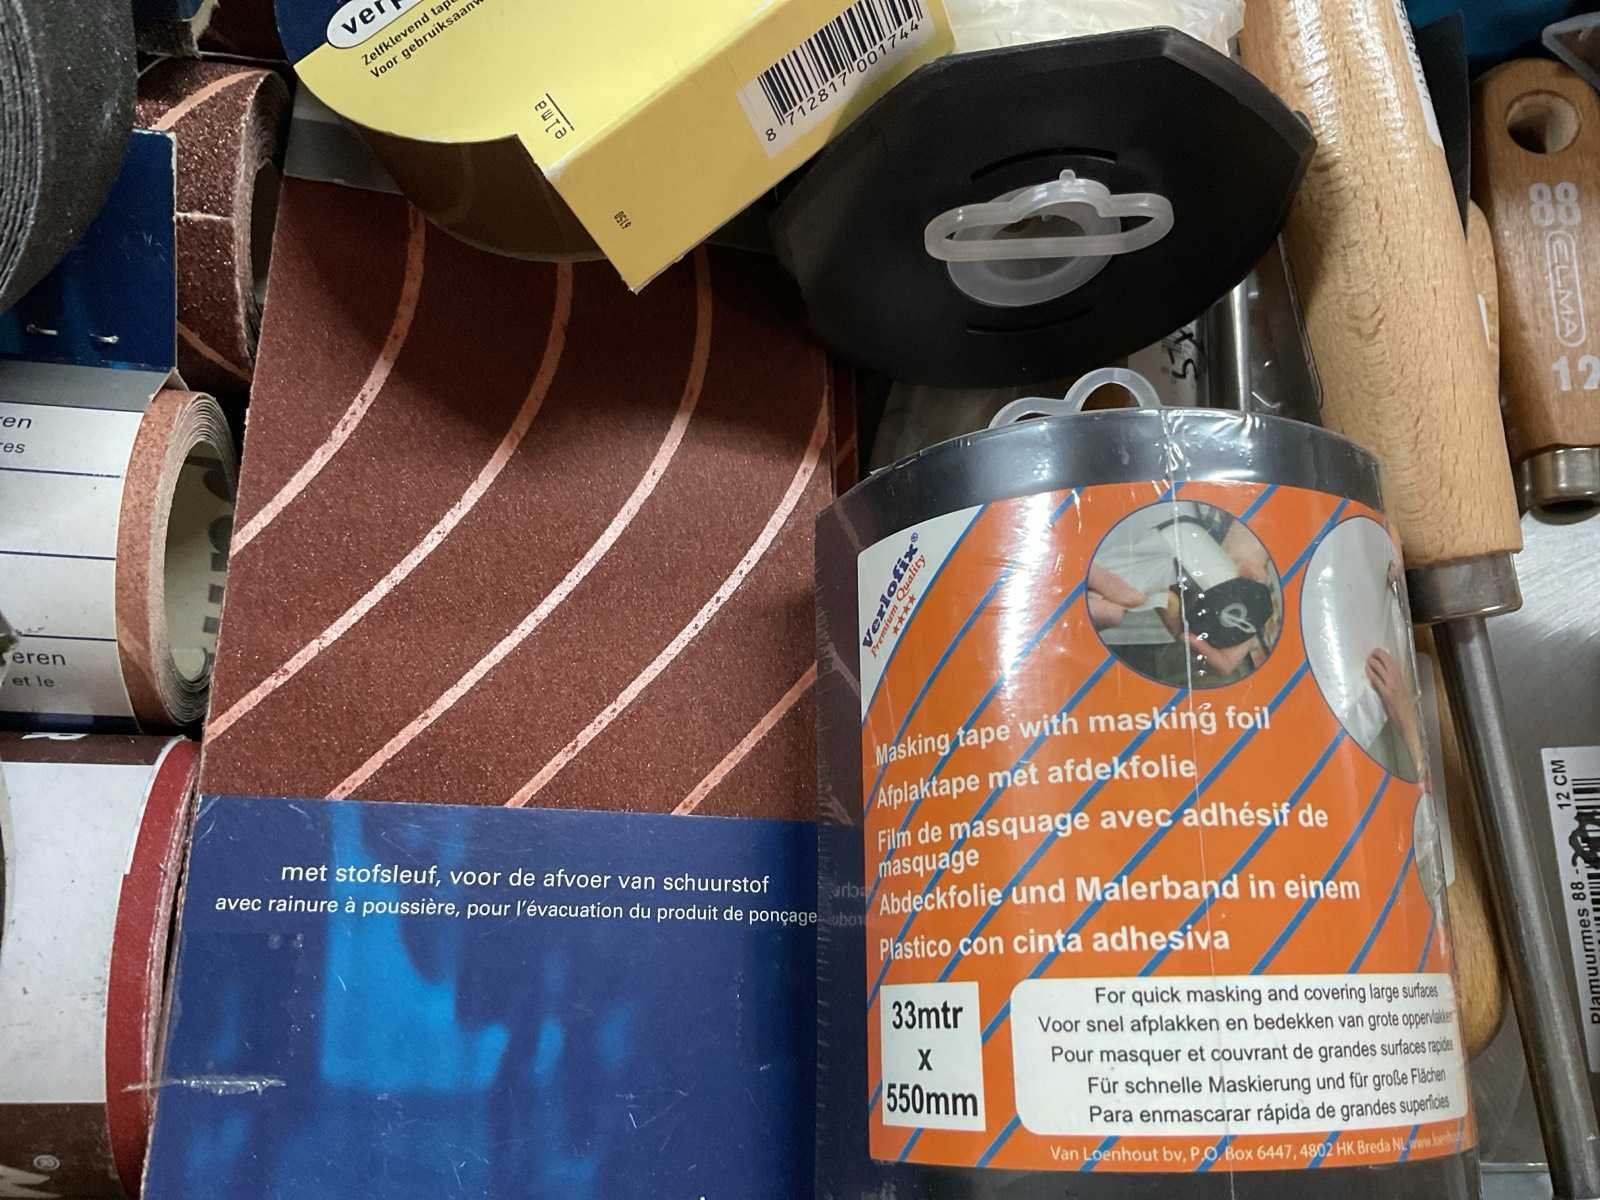 Zelfklevend tape
Voor gebruiksaanw
elma
8 712817 001744
0519
88
ELMA
12
eren
et le
met stofsleuf, voor de afvoer van schuurstof
avec rainure à poussière, pour l'évacuation du produit de ponçage
Verlofix®
Premium Quality
Masking tape with masking foil
Afplaktape met afdekfolie
Film de masquage avec adhésif de
masquage
Abdeckfolie und Malerband in einem
Plastico con cinta adhesiva
33mtr
x
550mm
For quick masking and covering large surfaces
Voor snel afplakken en bedekken van grote oppervlakken
Pour masquer et couvrant de grandes surfaces rapides
Für schnelle Maskierung und für große Flächen
Para enmascarar rápida de grandes superficies
Van Loenhout bv, P.O. Box 6447, 4802 HK Breda NL
12 CM
Plamuurmes 88